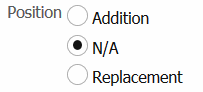 Position Addition
N/A
Replacement